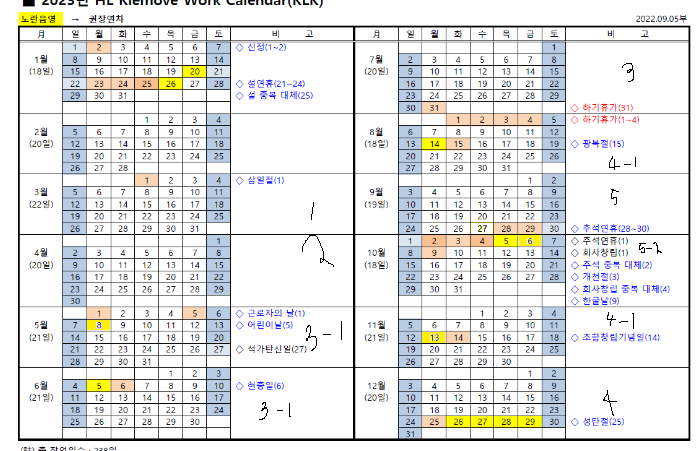 ■ 2023년 HL Klemove Work Calendar(KLK)
노란음영 → 권장연차
2022.09.05부
月 일 月 화 수 목 금 토 비 고
1월 (18일)
1 2 3 4 5 6 7 ◇ 신정(1~2)
8 9 10 11 12 13 14
15 16 17 18 19 20 21
22 23 24 25 26 27 28 ◇ 설연휴(21~24)
29 30 31 ◇ 설 중복 대체(25)
2월 (20일)
1 2 3 4
5 6 7 8 9 10 11
12 13 14 15 16 17 18
19 20 21 22 23 24 25
26 27 28
3월 (22일)
1 2 3 4 ◇ 삼일절(1)
5 6 7 8 9 10 11
12 13 14 15 16 17 18
19 20 21 22 23 24 25
26 27 28 29 30 31
1
4월 (20일)
1
2 3 4 5 6 7 8
9 10 11 12 13 14 15
16 17 18 19 20 21 22
23 24 25 26 27 28 29
30
2
5월 (21일)
1 2 3 4 5 6 ◇ 근로자의 날(1)
7 8 9 10 11 12 13 ◇ 어린이날(5)
14 15 16 17 18 19 20
21 22 23 24 25 26 27 ◇ 석가탄신일(27)
28 29 30 31
3-1
6월 (21일)
1 2 3
4 5 6 7 8 9 10 ◇ 현충일(6)
11 12 13 14 15 16 17
18 19 20 21 22 23 24
25 26 27 28 29 30
3-1
月 일 月 화 수 목 금 토 비 고
7월 (20일)
1
2 3 4 5 6 7 8
9 10 11 12 13 14 15
16 17 18 19 20 21 22
23 24 25 26 27 28 29
30 31 ◇ 하기휴가(31)
3
8월 (18일)
1 2 3 4 5 ◇ 하기휴가(1~4)
6 7 8 9 10 11 12
13 14 15 16 17 18 19 ◇ 광복절(15)
20 21 22 23 24 25 26
27 28 29 30 31
4-1
9월 (19일)
1 2
3 4 5 6 7 8 9
10 11 12 13 14 15 16
17 18 19 20 21 22 23
24 25 26 27 28 29 30 ◇ 추석연휴(28~30)
5
10월 (18일)
1 2 3 4 5 6 7 ◇ 추석연휴(1)
8 9 10 11 12 13 14 ◇ 회사창립(1)
15 16 17 18 19 20 21 ◇ 추석 중복 대체(2)
22 23 24 25 26 27 28 ◇ 개천절(3)
29 30 31 ◇ 회사창립 중복 대체(4)
◇ 한글날(9)
5-2
11월 (21일)
1 2 3 4
5 6 7 8 9 10 11
12 13 14 15 16 17 18 ◇ 조합창립기념일(14)
19 20 21 22 23 24 25
26 27 28 29 30
4-1
12월 (20일)
1 2
3 4 5 6 7 8 9
10 11 12 13 14 15 16
17 18 19 20 21 22 23
24 25 26 27 28 29 30 ◇ 성탄절(25)
31
4
(註) 총 작업일수 : 238일